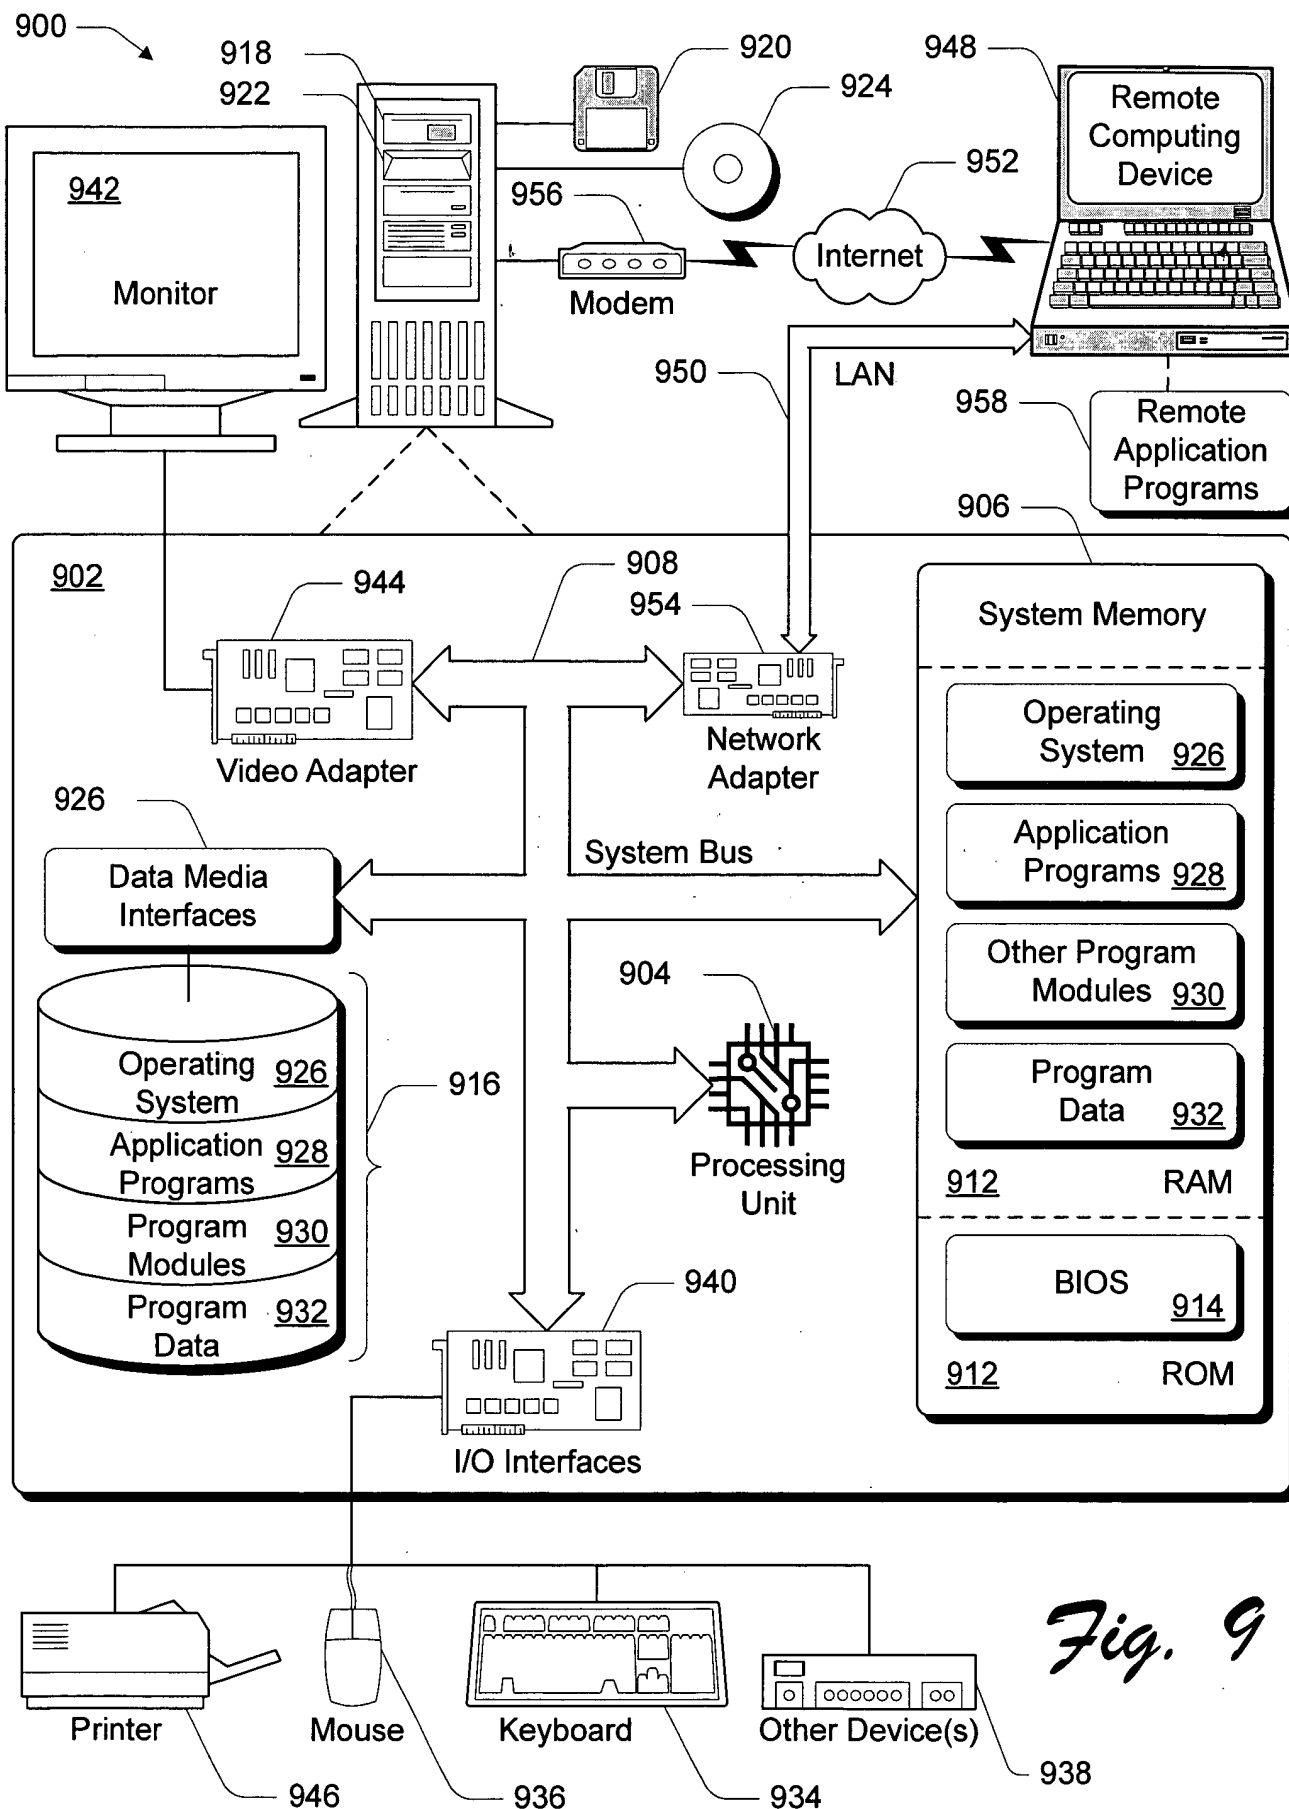 900
918
922
920
924
948
Remote
Computing
Device
942
Monitor
956
Modem
952
Internet
950
LAN
958
Remote
Application
Programs
906
902
944
908
954
Video Adapter
Network
Adapter
System Memory
Operating
System 926
Application
Programs 928
Other Program
Modules 930
Program
Data 932
912 RAM
BIOS
914
912 ROM
926
Data Media
Interfaces
System Bus
904
Processing
Unit
Operating
System 926
Application
Programs 928
Program
Modules 930
Program
Data 932
916
940
I/O Interfaces
Printer
Mouse
Keyboard
Other Device(s)
946
936
934
938
Fig. 9